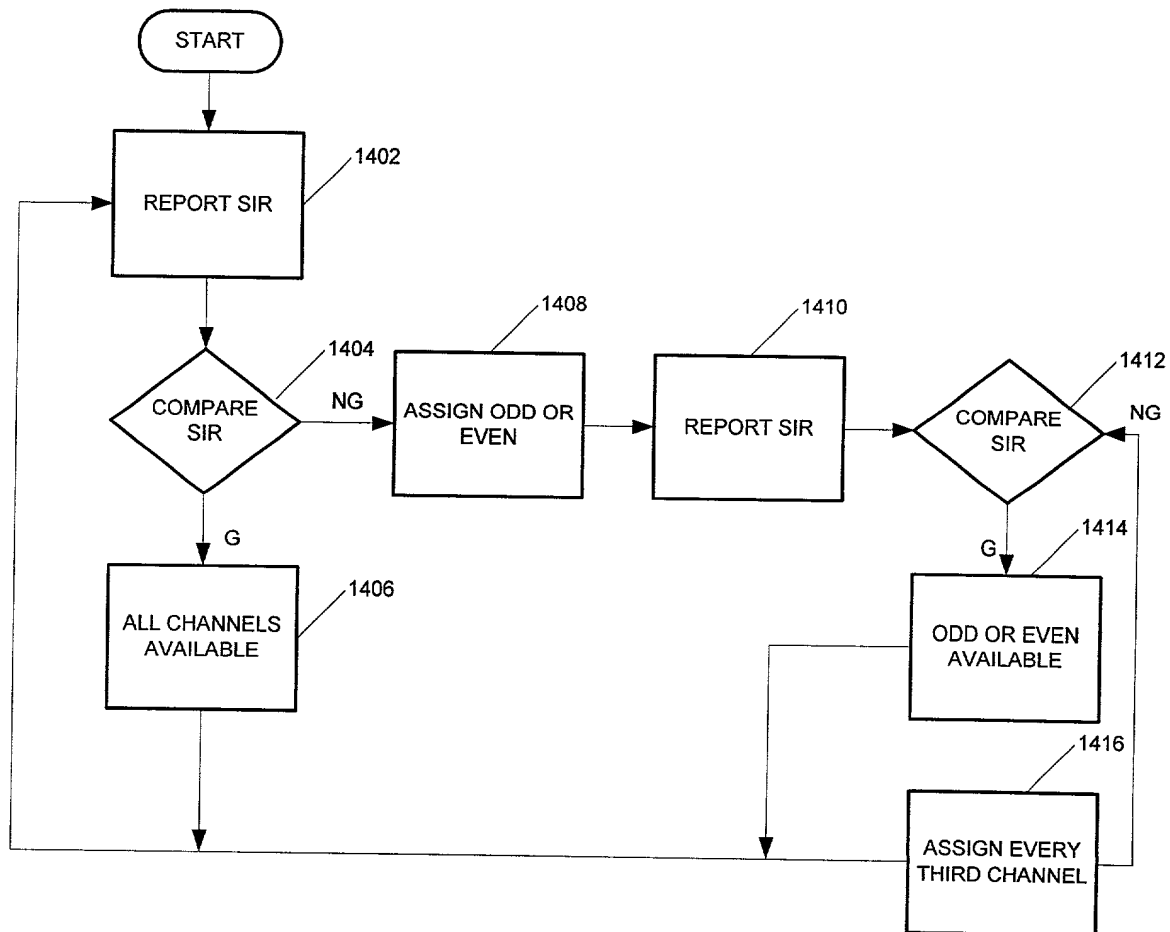 START
REPORT SIR
1402
COMPARE
SIR
1404
NG
G
ASSIGN ODD OR
EVEN
1408
REPORT SIR
1410
COMPARE
SIR
1412
NG
G
ALL CHANNELS
AVAILABLE
1406
ODD OR EVEN
AVAILABLE
1414
ASSIGN EVERY
THIRD CHANNEL
1416